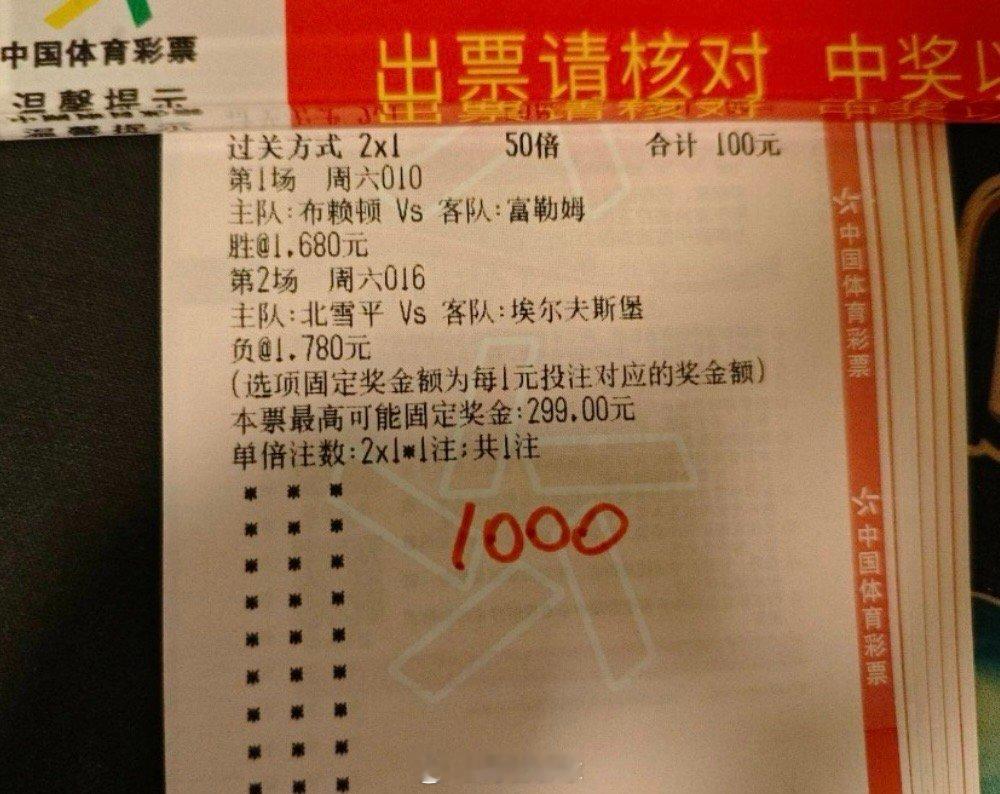 中国体育彩票
出票请核对 中奖以
温馨提示
过关方式 2x1 50倍 合计 100元
第1场 周六010
主队:布赖顿 Vs 客队:富勒姆
胜@1.680元
第2场 周六016
主队:北雪平 Vs 客队:埃尔夫斯堡
负@1.780元
(选项固定奖金额为每1元投注对应的奖金额)
本票最高可能固定奖金:299.00元
单倍注数:2x1*1注;共1注
1000
中国体育彩票
中国体育彩票